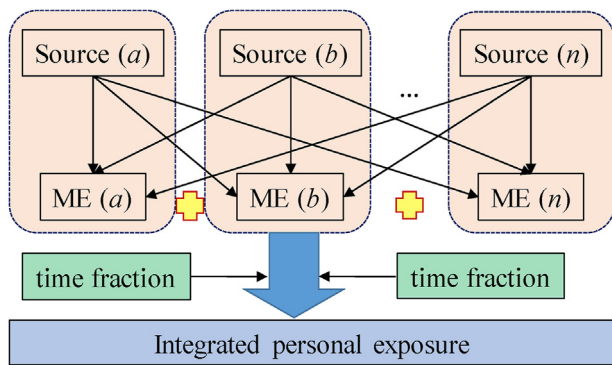 Source (a)
Source (b)
Source (n)
...
ME (a)
ME (b)
ME (n)
time fraction
time fraction
Integrated personal exposure